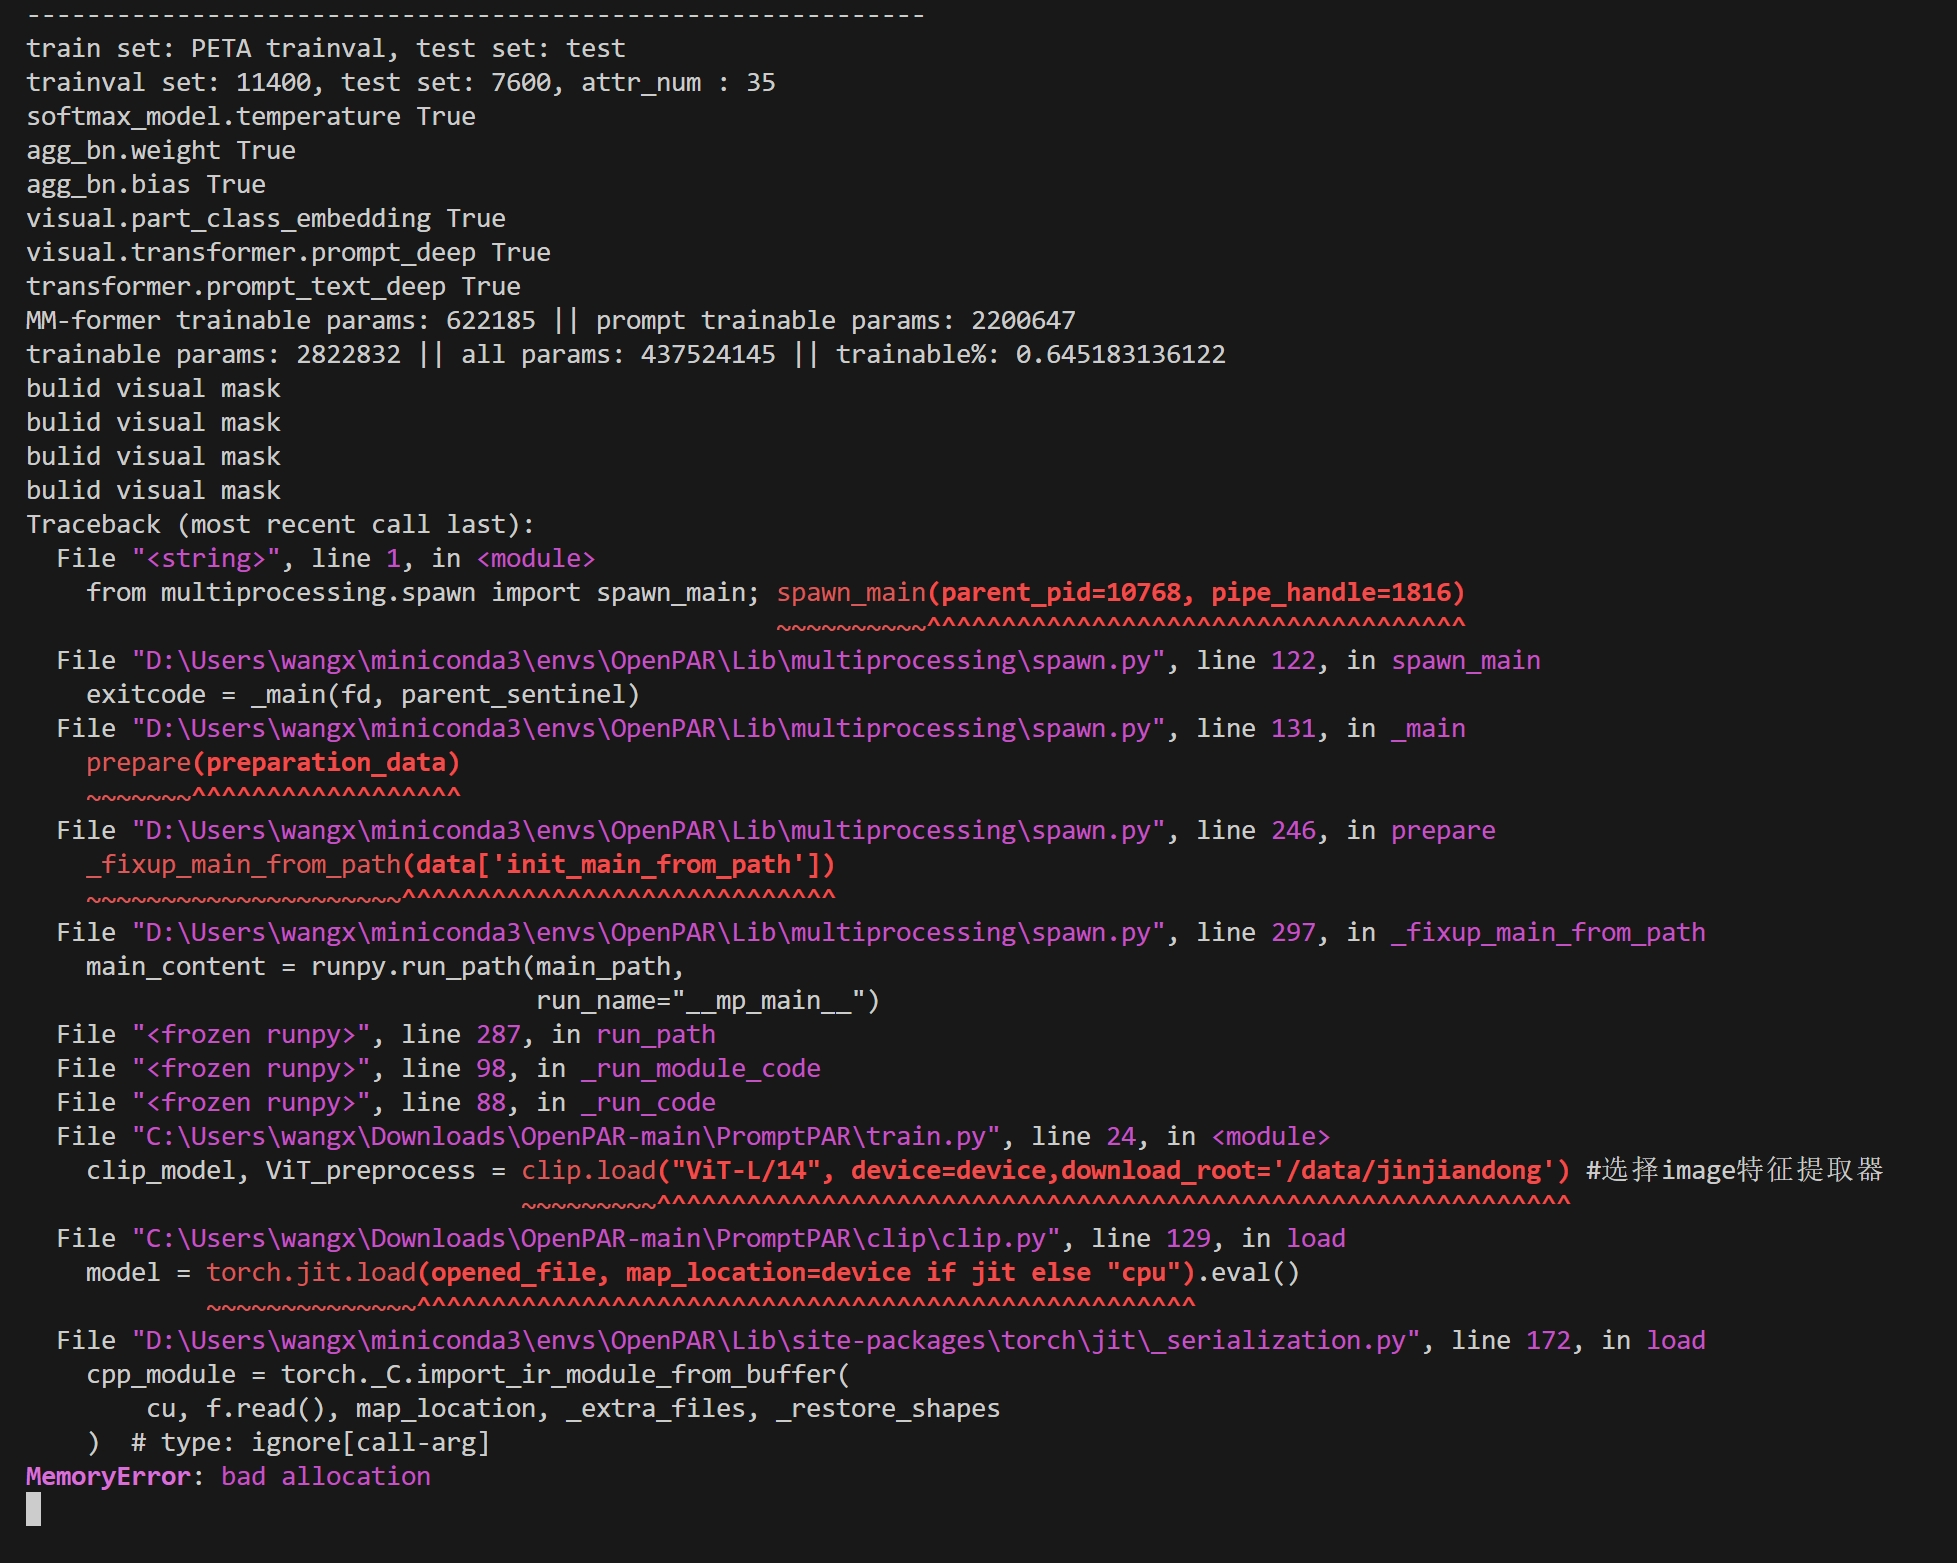 ------------------------------------------------------------
train set: PETA trainval, test set: test
trainval set: 11400, test set: 7600, attr_num : 35
softmax_model.temperature True
agg_bn.weight True
agg_bn.bias True
visual.part_class_embedding True
visual.transformer.prompt_deep True
transformer.prompt_text_deep True
MM-former trainable params: 622185 || prompt trainable params: 2200647
trainable params: 2822832 || all params: 437524145 || trainable%: 0.645183136122
bulid visual mask
bulid visual mask
bulid visual mask
bulid visual mask
Traceback (most recent call last):
  File "<string>", line 1, in <module>
    from multiprocessing.spawn import spawn_main; spawn_main(parent_pid=10768, pipe_handle=1816)
                                                  ~~~~~~~~~~^^^^^^^^^^^^^^^^^^^^^^^^^^^^^^^^^^^^
  File "D:\Users\wangx\miniconda3\envs\OpenPAR\Lib\multiprocessing\spawn.py", line 122, in spawn_main
    exitcode = _main(fd, parent_sentinel)
  File "D:\Users\wangx\miniconda3\envs\OpenPAR\Lib\multiprocessing\spawn.py", line 131, in _main
    prepare(preparation_data)
    ~~~~~~~^^^^^^^^^^^^^^^^^^
  File "D:\Users\wangx\miniconda3\envs\OpenPAR\Lib\multiprocessing\spawn.py", line 246, in prepare
    _fixup_main_from_path(data['init_main_from_path'])
    ~~~~~~~~~~~~~~~~~~~~~^^^^^^^^^^^^^^^^^^^^^^^^^^^^^
  File "D:\Users\wangx\miniconda3\envs\OpenPAR\Lib\multiprocessing\spawn.py", line 297, in _fixup_main_from_path
    main_content = runpy.run_path(main_path,
                                  run_name="__mp_main__")
  File "<frozen runpy>", line 287, in run_path
  File "<frozen runpy>", line 98, in _run_module_code
  File "<frozen runpy>", line 88, in _run_code
  File "C:\Users\wangx\Downloads\OpenPAR-main\PromptPAR\train.py", line 24, in <module>
    clip_model, ViT_preprocess = clip.load("ViT-L/14", device=device,download_root='/data/jinjiandong') #选择image特征提取器
                                 ~~~~~~~~~^^^^^^^^^^^^^^^^^^^^^^^^^^^^^^^^^^^^^^^^^^^^^^^^^^^^^^^^^^^^^
  File "C:\Users\wangx\Downloads\OpenPAR-main\PromptPAR\clip\clip.py", line 129, in load
    model = torch.jit.load(opened_file, map_location=device if jit else "cpu").eval()
            ~~~~~~~~~~~~~~^^^^^^^^^^^^^^^^^^^^^^^^^^^^^^^^^^^^^^^^^^^^^^^^^^^^
  File "D:\Users\wangx\miniconda3\envs\OpenPAR\Lib\site-packages\torch\jit\_serialization.py", line 172, in load
    cpp_module = torch._C.import_ir_module_from_buffer(
        cu, f.read(), map_location, _extra_files, _restore_shapes
    )  # type: ignore[call-arg]
MemoryError: bad allocation